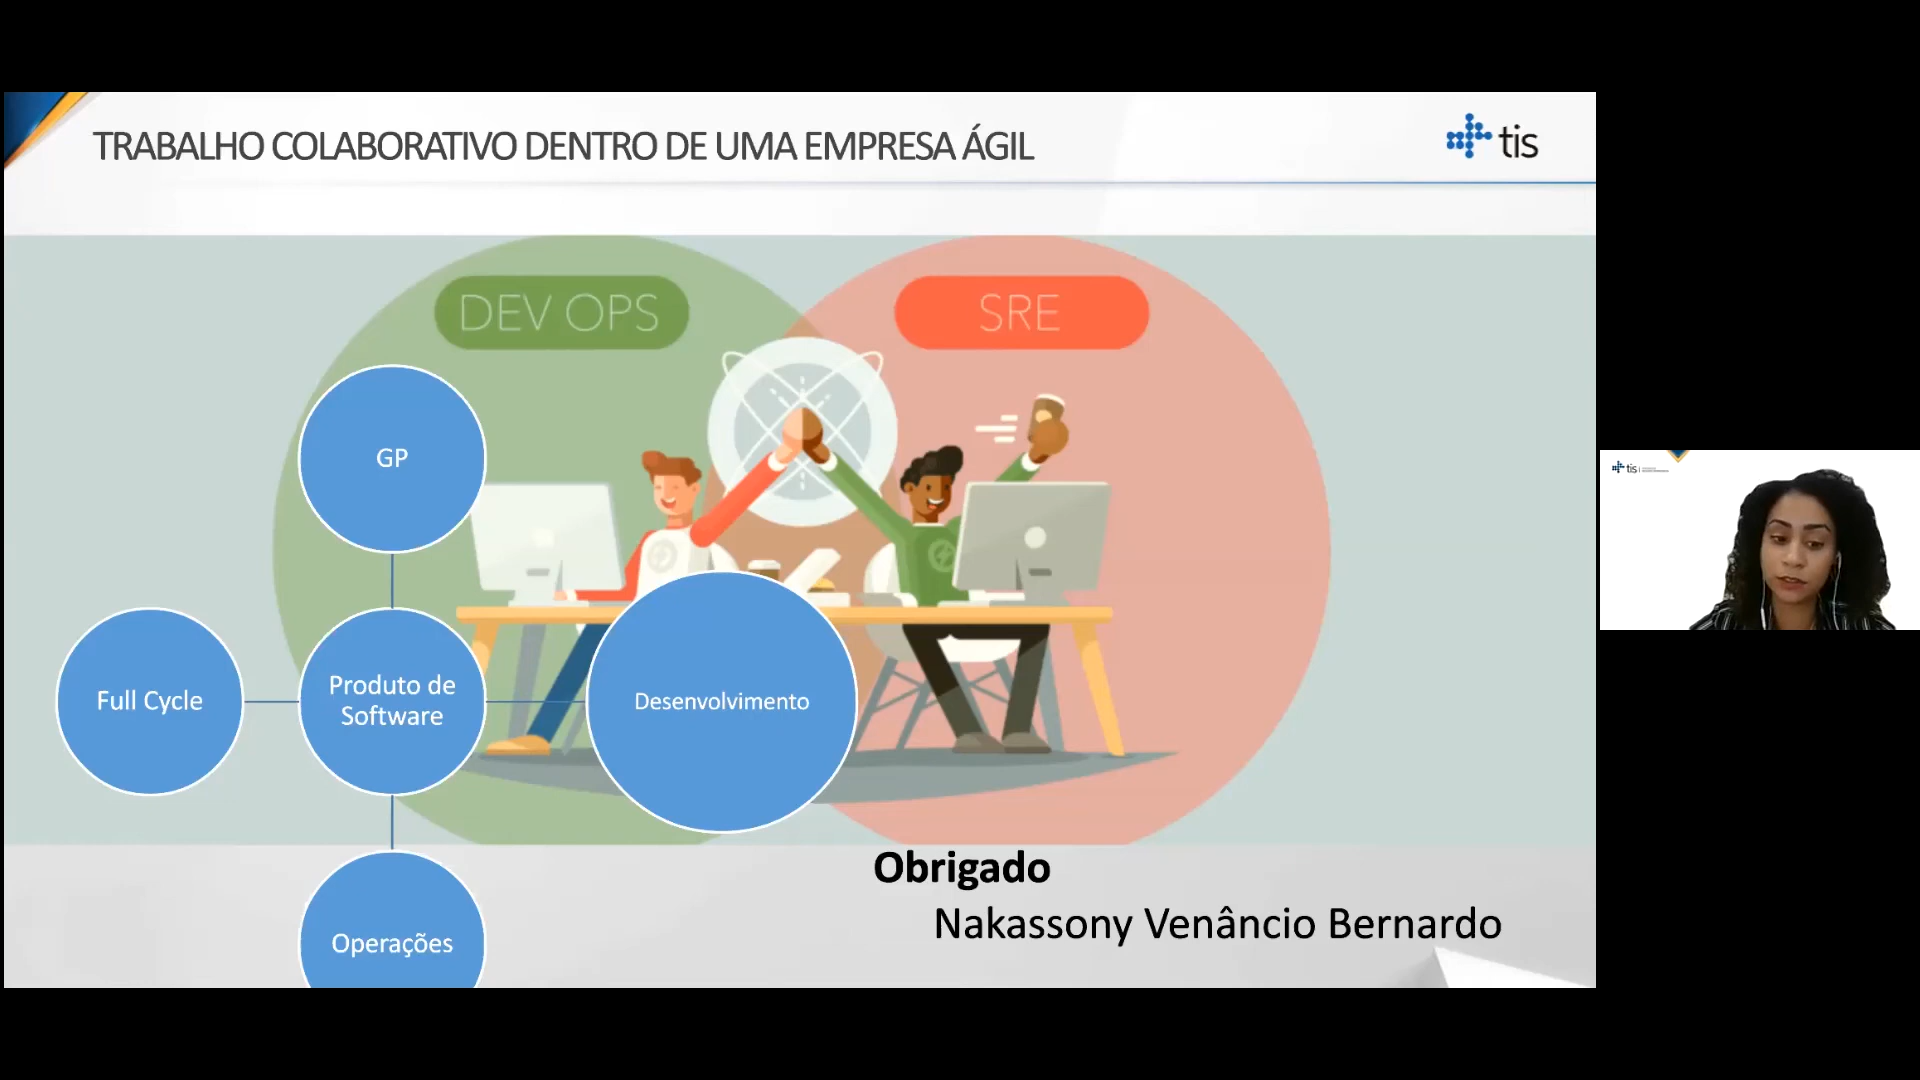 TRABALHO COLABORATIVO DENTRO DE UMA EMPRESA ÁGIL
tis
DEV OPS
SRE
GP
Full Cycle
Produto de
Software
Desenvolvimento
Operações
Obrigado
Nakassony Venâncio Bernardo
tis